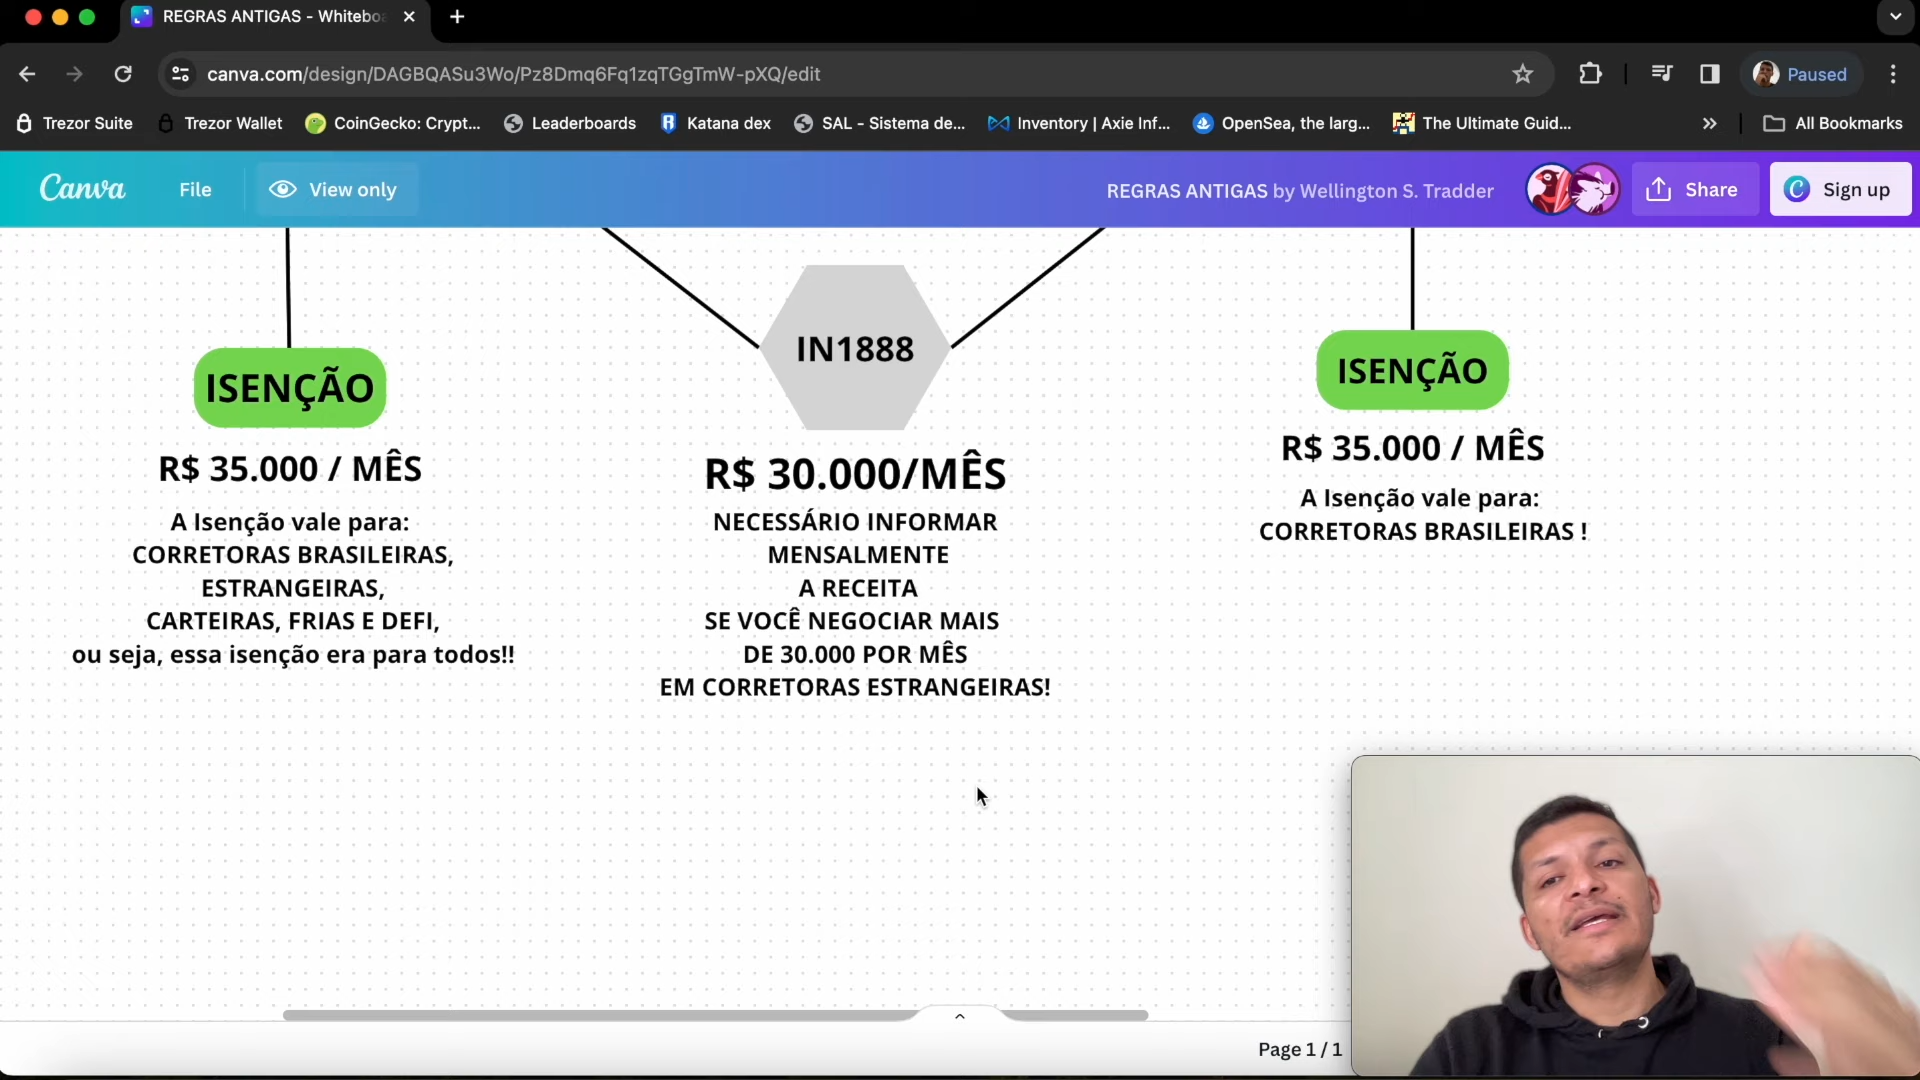 REGRAS ANTIGAS - Whitebo
canva.com/design/DAGBQASu3Wo/Pz8Dmq6Fq1zqTGgTmW-pXQ/edit
Paused
Trezor Suite
Trezor Wallet
CoinGecko: Crypt...
Leaderboards
Katana dex
SAL - Sistema de...
Inventory | Axie Inf...
OpenSea, the larg...
The Ultimate Guid...
All Bookmarks
Canva
File
View only
REGRAS ANTIGAS by Wellington S. Tradder
Share
Sign up
ISENÇÃO
R$ 35.000 / MÊS
A Isenção vale para:
CORRETORAS BRASILEIRAS,
ESTRANGEIRAS,
CARTEIRAS, FRIAS E DEFI,
ou seja, essa isenção era para todos!!
IN1888
R$ 30.000/MÊS
NECESSÁRIO INFORMAR
MENSALMENTE
A RECEITA
SE VOCÊ NEGOCIAR MAIS
DE 30.000 POR MÊS
EM CORRETORAS ESTRANGEIRAS!
ISENÇÃO
R$ 35.000 / MÊS
A Isenção vale para:
CORRETORAS BRASILEIRAS !
Page 1 / 1